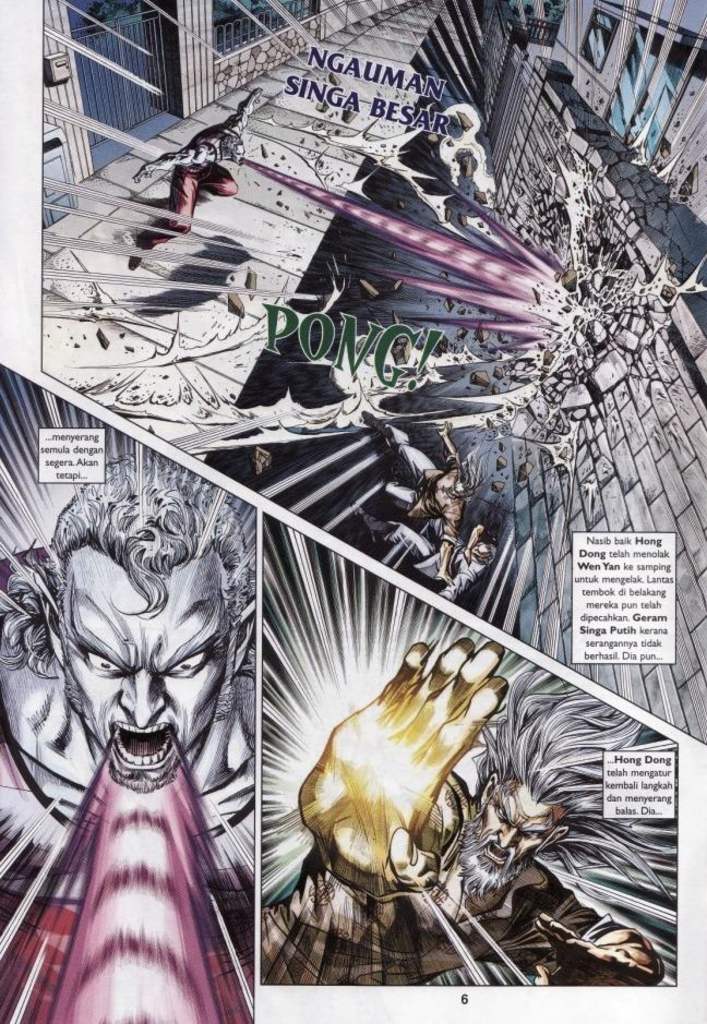 NGAUMAN
SINGA BESAR
PONG!
Nasib baik Hong
Dong telah menolak
Wen Yan ke samping
untuk mengelak. Lantas
tembok di belakang
mereka pun telah
dipecahkan. Geram
Singa Putih kerana
serangannya tidak
berhasil. Dia pun...
...menyerang
semula dengan
segera. Akan
tetapi...
...Hong Dong
telah mengatur
kembali langkah
dan menyerang
balas. Dia...
6